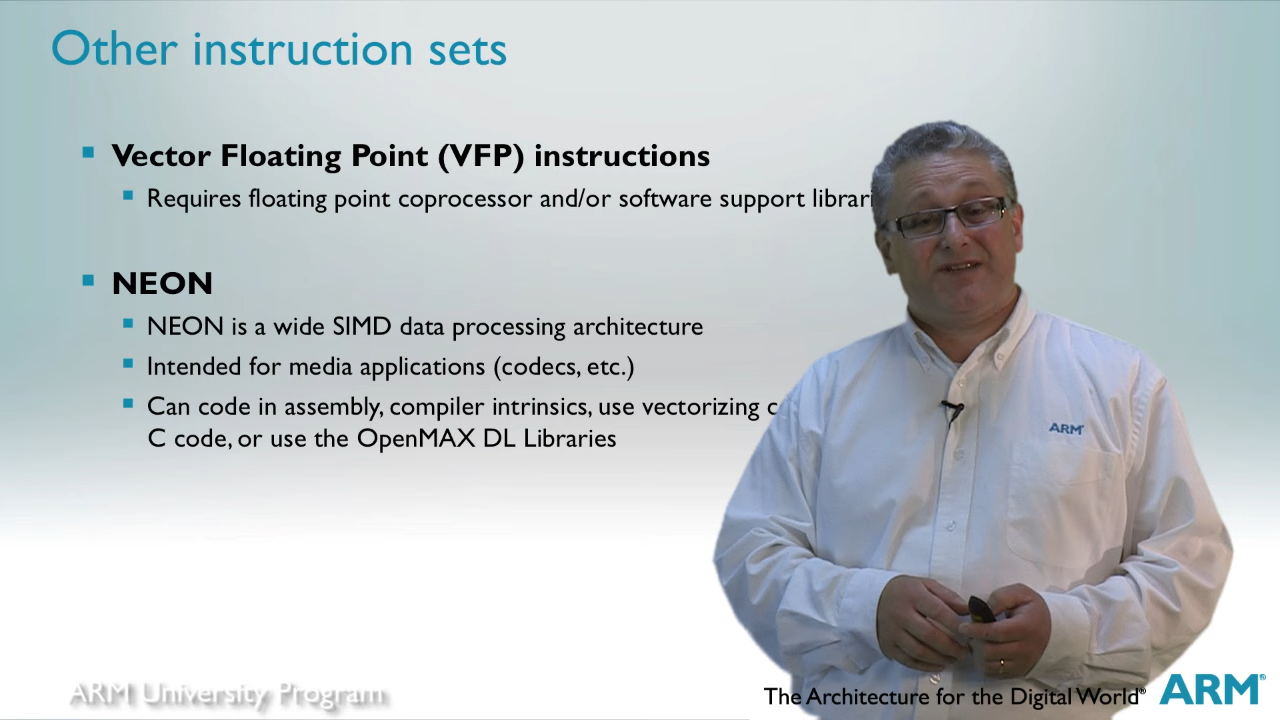 Other instruction sets
Vector Floating Point (VFP) instructions
Requires floating point coprocessor and/or software support
NEON
NEON is a wide SIMD data processing architecture
Intended for media applications (codecs, etc.)
Can code in assembly, compiler intrinsics, use vectorizing
C code, or use the OpenMAX DL Libraries
ARM
ARM University Program
The Architecture for the Digital World® ARM®